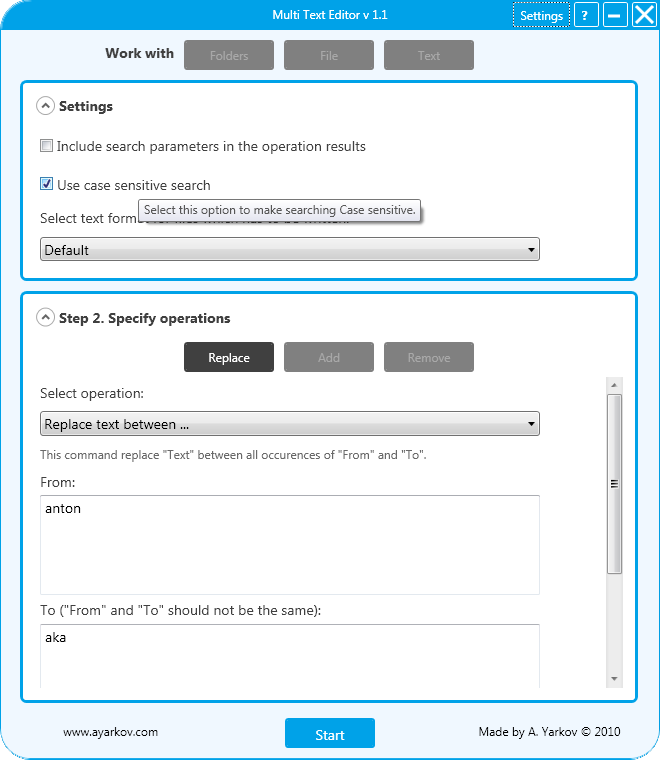 Multi Text Editor v 1.1
Settings
?
Work with
Folders
File
Text
Settings
Include search parameters in the operation results
Use case sensitive search
Select this option to make searching Case sensitive.
Select text format
Default
Step 2. Specify operations
Replace
Add
Remove
Select operation:
Replace text between ...
This command replace "Text" between all occurences of "From" and "To".
From:
anton
To ("From" and "To" should not be the same):
aka
www.ayarkov.com
Start
Made by A. Yarkov © 2010